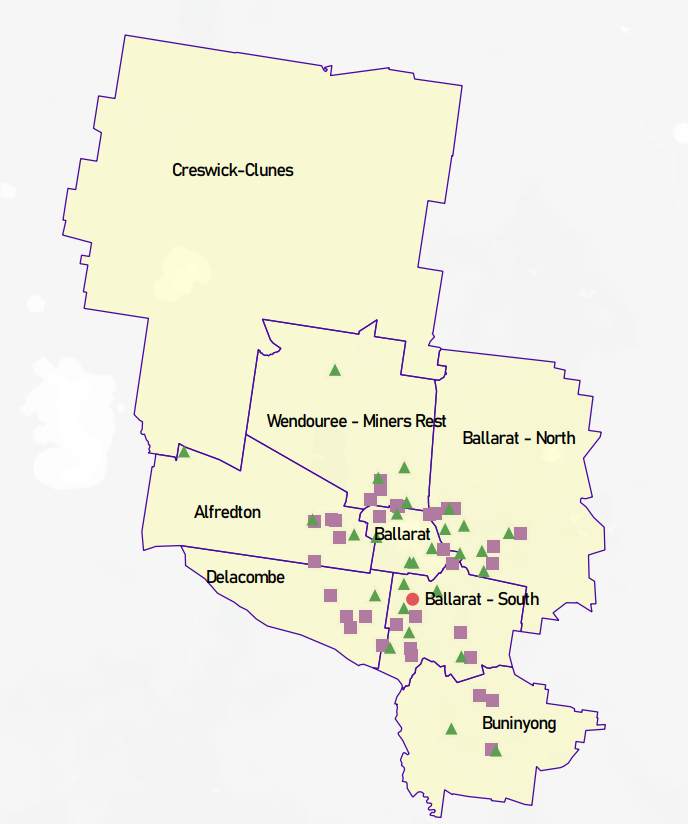 Creswick-Clunes
Wendouree - Miners Rest
Ballarat - North
Alfredton
Ballarat
Delacombe
Ballarat - South
Buninyong